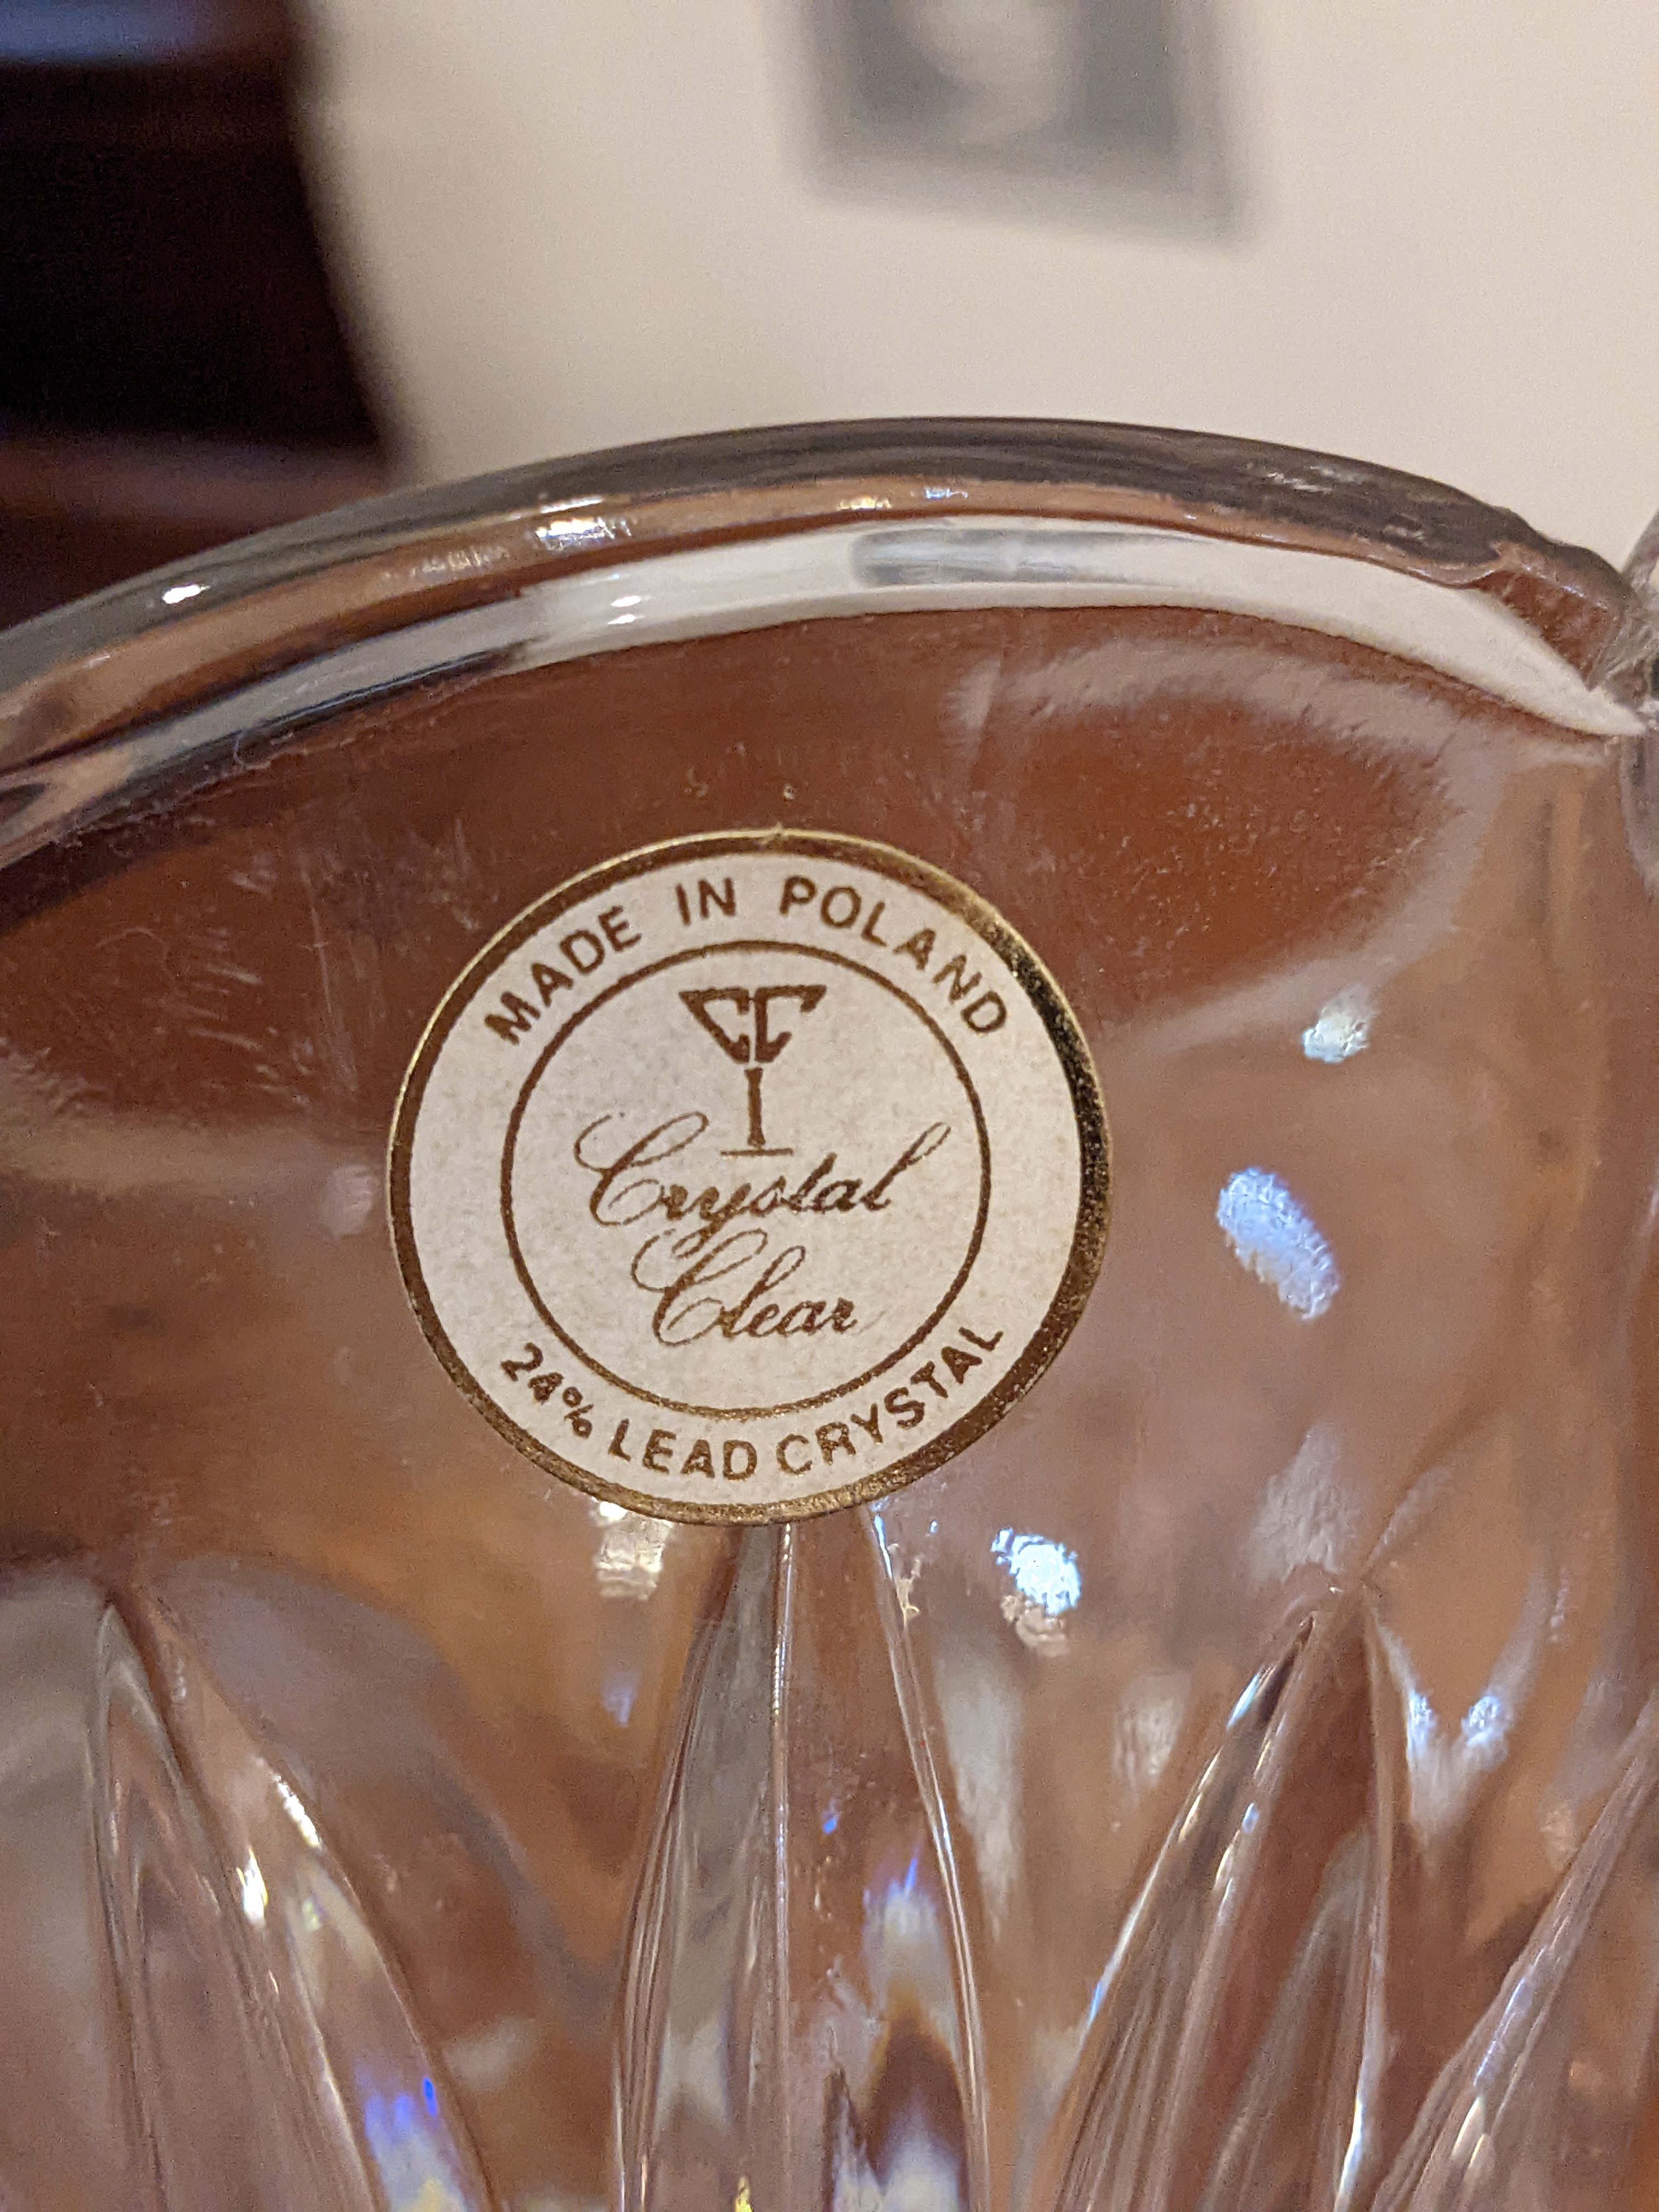 MADE IN POLAND
CC
Crystal
Clear
24% LEAD CRYSTAL